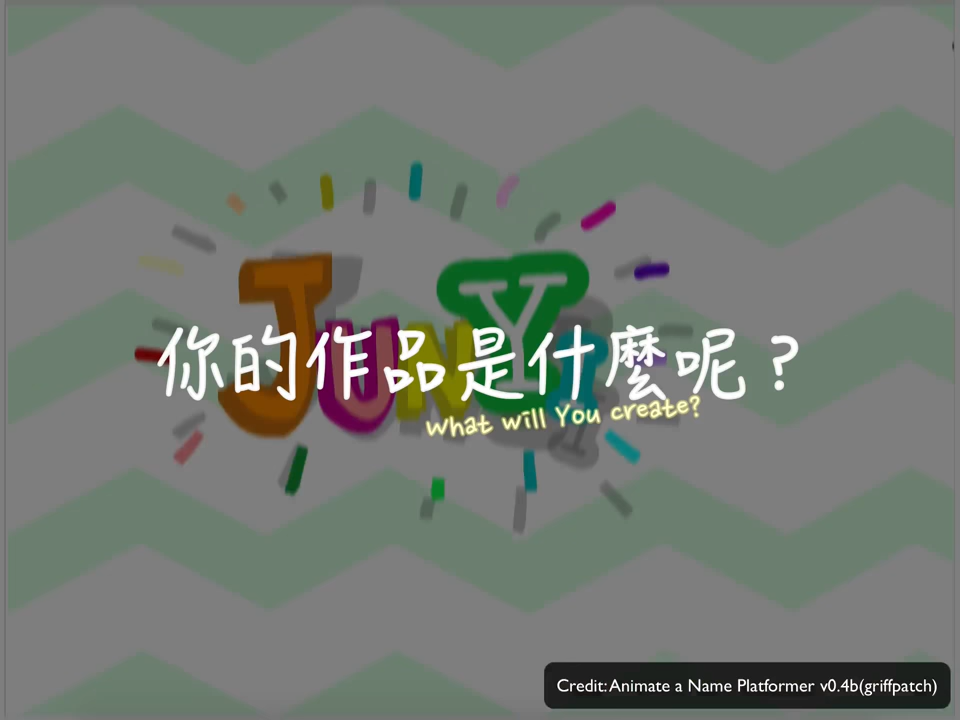 JUNYI
你的作品是什麼呢？
What will You create?
Credit: Animate a Name Platformer v0.4b(griffpatch)